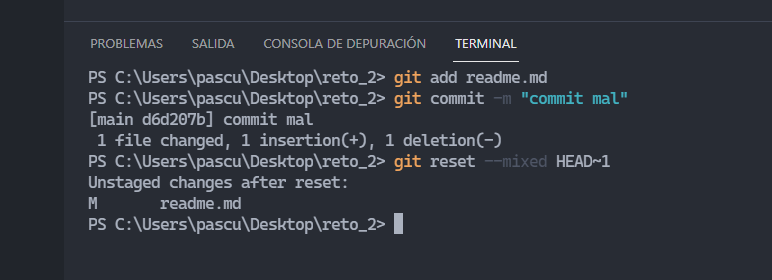 PROBLEMAS SALIDA CONSOLA DE DEPURACIÓN TERMINAL
PS C:\Users\pascu\Desktop\reto_2> git add readme.md
PS C:\Users\pascu\Desktop\reto_2> git commit -m "commit mal"
[main d6d207b] commit mal
 1 file changed, 1 insertion(+), 1 deletion(-)
PS C:\Users\pascu\Desktop\reto_2> git reset --mixed HEAD~1
Unstaged changes after reset:
M       readme.md
PS C:\Users\pascu\Desktop\reto_2>